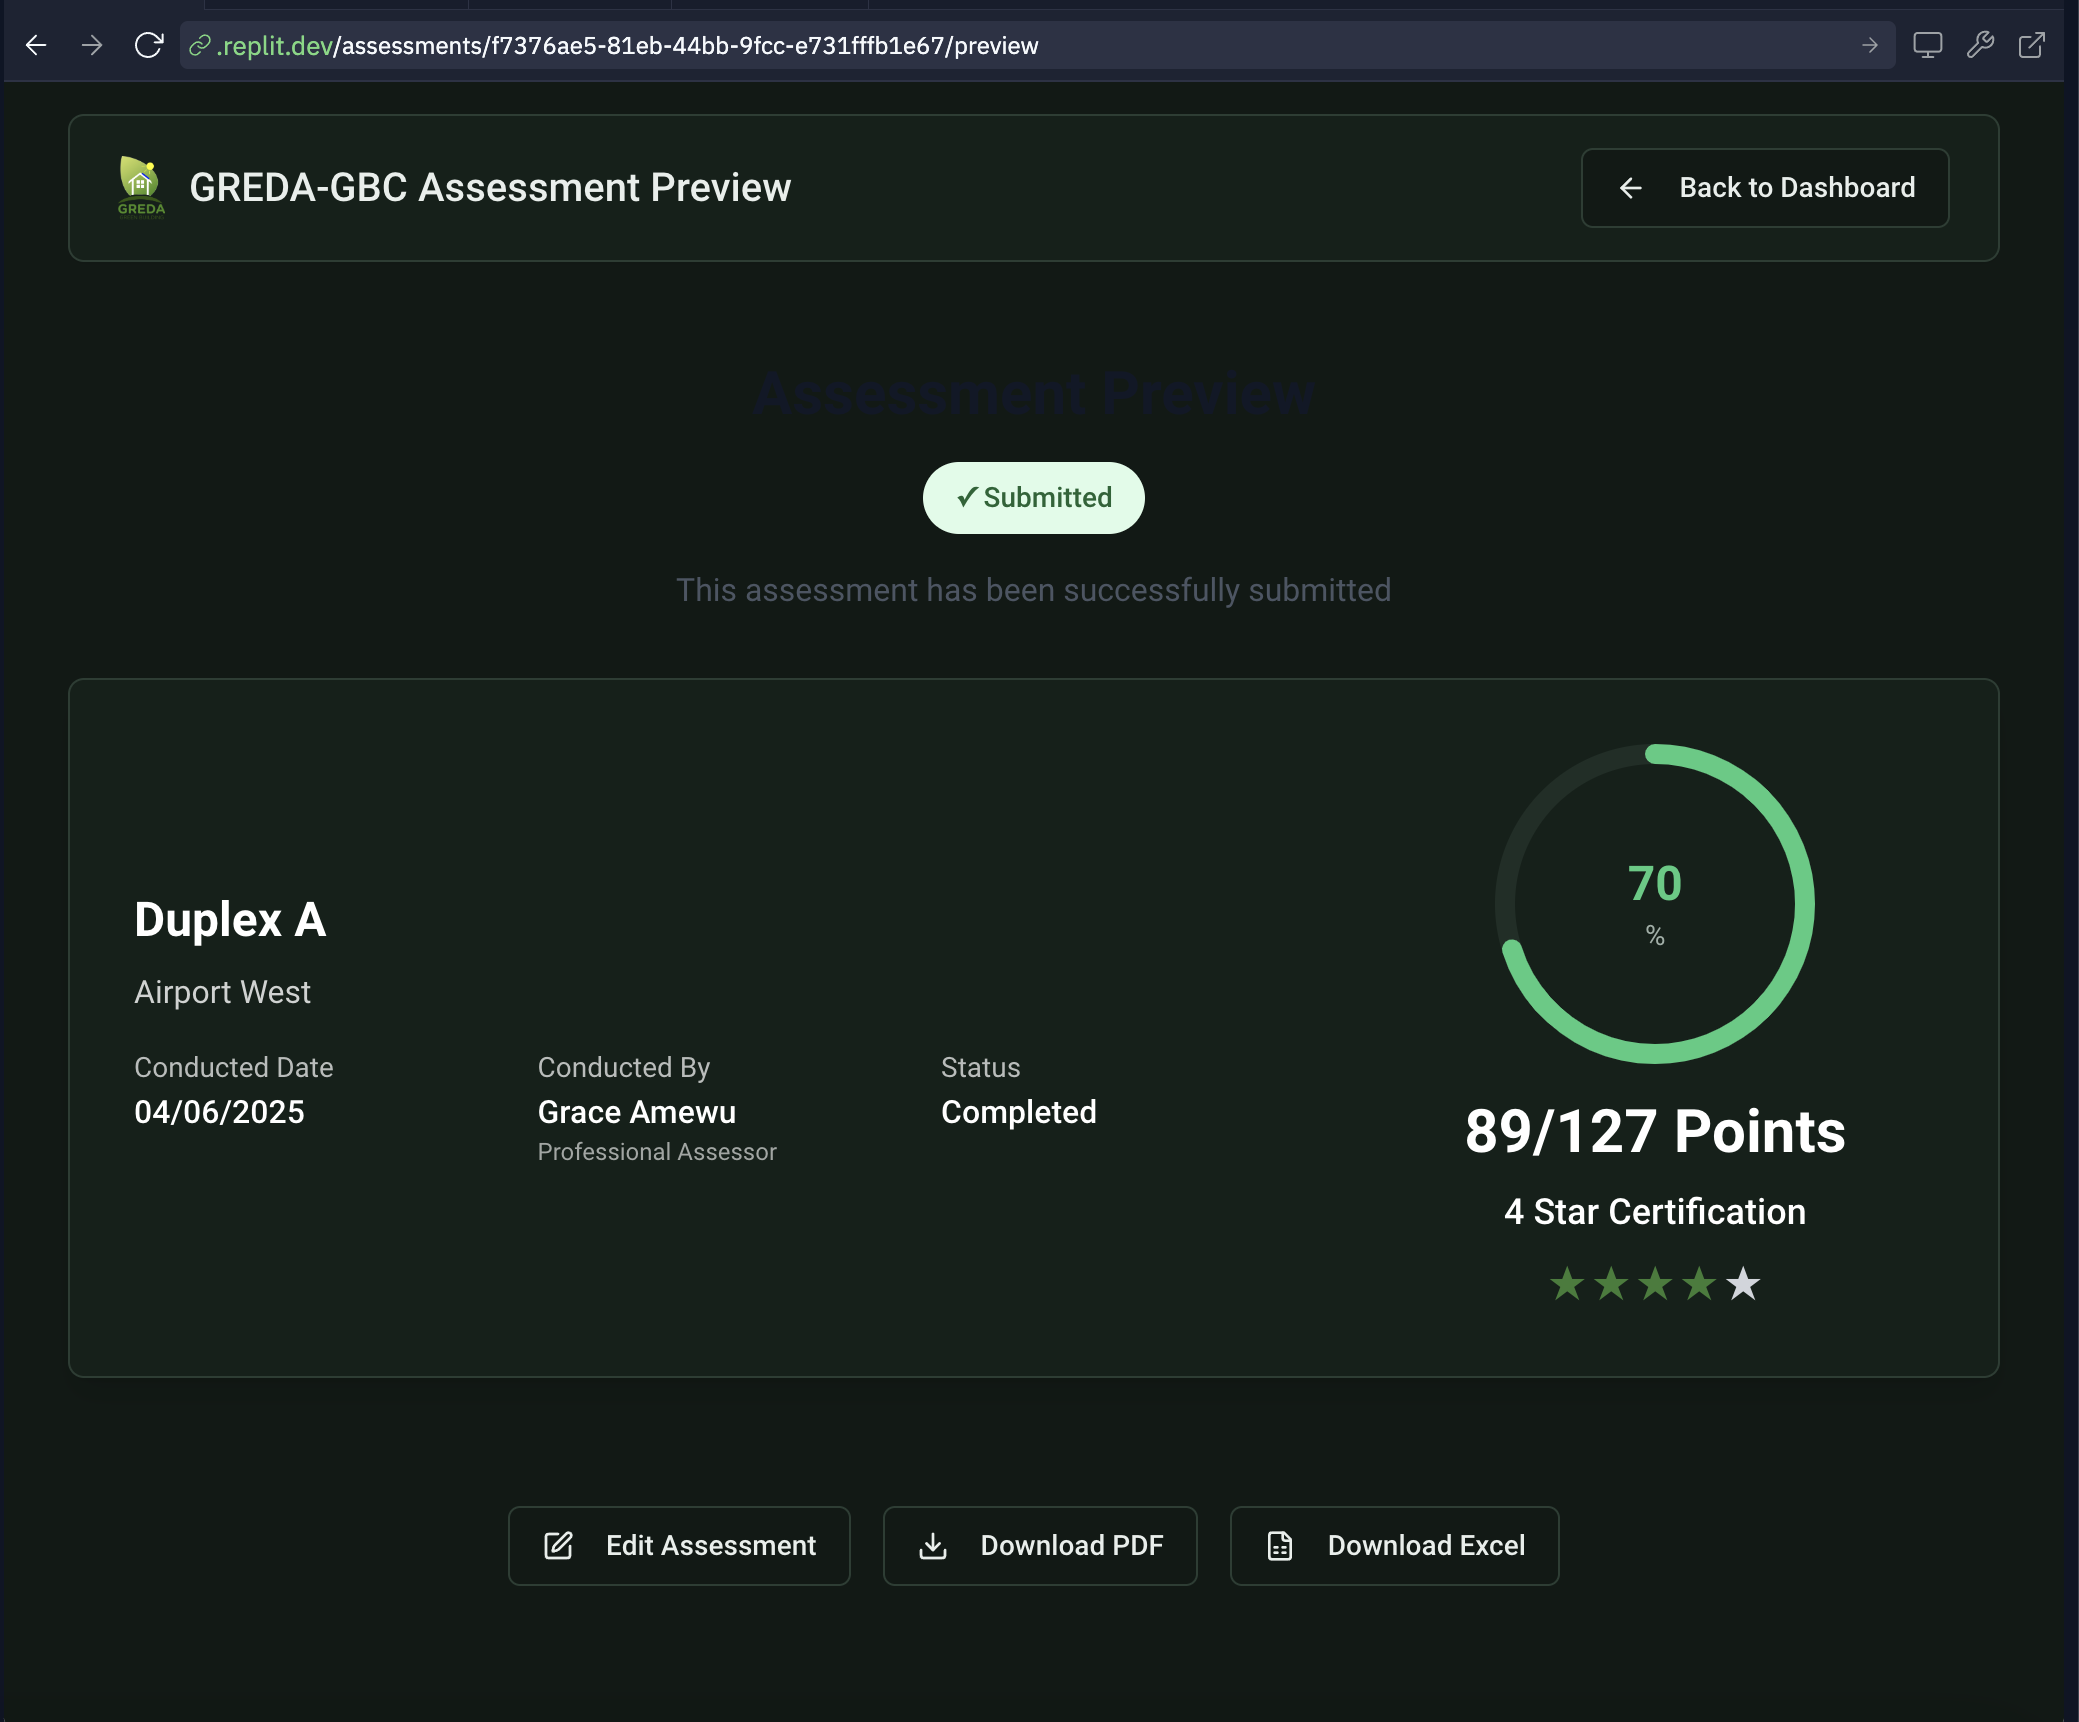 .replit.dev/assessments/f7376ae5-81eb-44bb-9fcc-e731fffb1e67/preview
GREDA
GREDA-GBC Assessment Preview
Back to Dashboard
Assessment Preview
✓Submitted
This assessment has been successfully submitted
70
%
Duplex A
Airport West
Conducted Date
04/06/2025
Conducted By
Grace Amewu
Professional Assessor
Status
Completed
89/127 Points
4 Star Certification
Edit Assessment
Download PDF
Download Excel